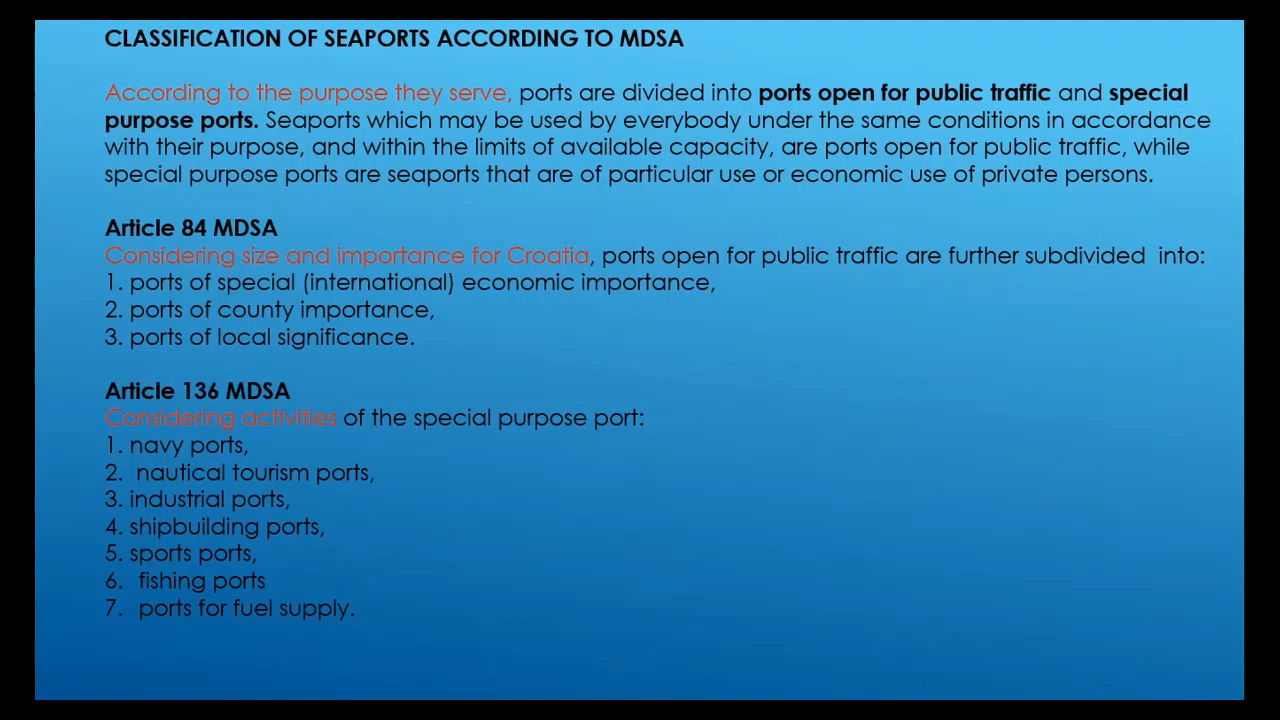 CLASSIFICATION OF SEAPORTS ACCORDING TO MDSA
According to the purpose they serve, ports are divided into ports open for public traffic and special
purpose ports. Seaports which may be used by everybody under the same conditions in accordance
with their purpose, and within the limits of available capacity, are ports open for public traffic, while
special purpose ports are seaports that are of particular use or economic use of private persons.
Article 84 MDSA
Considering size and importance for Croatia, ports open for public traffic are further subdivided into:
1. ports of special (international) economic importance,
2. ports of county importance,
3. ports of local significance.
Article 136 MDSA
Considering activities of the special purpose port:
1. navy ports,
2. nautical tourism ports,
3. industrial ports,
4. shipbuilding ports,
5. sports ports,
6. fishing ports
7. ports for fuel supply.